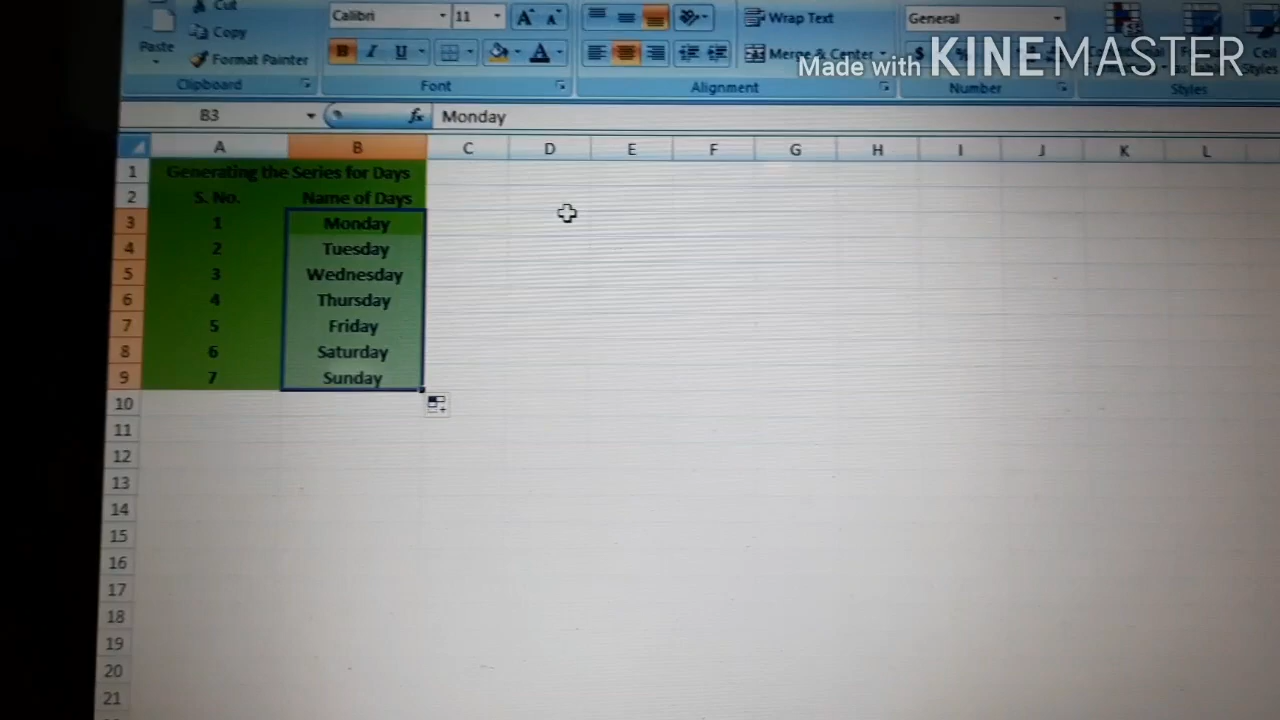 Cut
Calibri 11 A A Wrap Text General
Copy
Paste
Format Painter B I U A Merge & Center $
Made with KINEMASTER
Clipboard Font Alignment Number Styles
B3 fx Monday
A B C D E F G H I J K L
1 Generating the Series for Days
2 S. No. Name of Days
3 1 Monday
4 2 Tuesday
5 3 Wednesday
6 4 Thursday
7 5 Friday
8 6 Saturday
9 7 Sunday
10
11
12
13
14
15
16
17
18
19
20
21